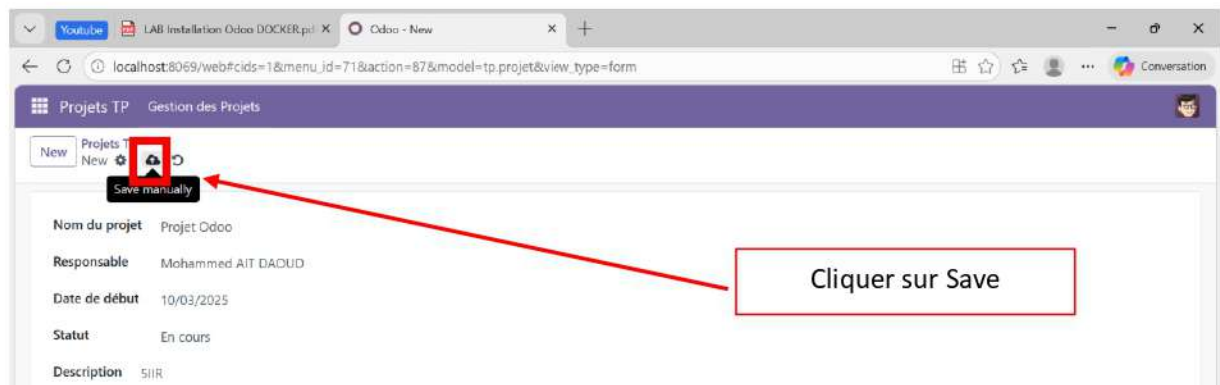 Youtube LAB Installation Odoo DOCKER.pd Odoo - New
localhost:8069/web#cids=1&menu_id=71&action=87&model=tp.projet&view_type=form Conversation
Projets TP Gestion des Projets
New Projets T
New
Save manually
Nom du projet Projet Odoo
Responsable Mohammed AIT DAOUD
Cliquer sur Save
Date de début 10/03/2025
Statut En cours
Description 5IIR